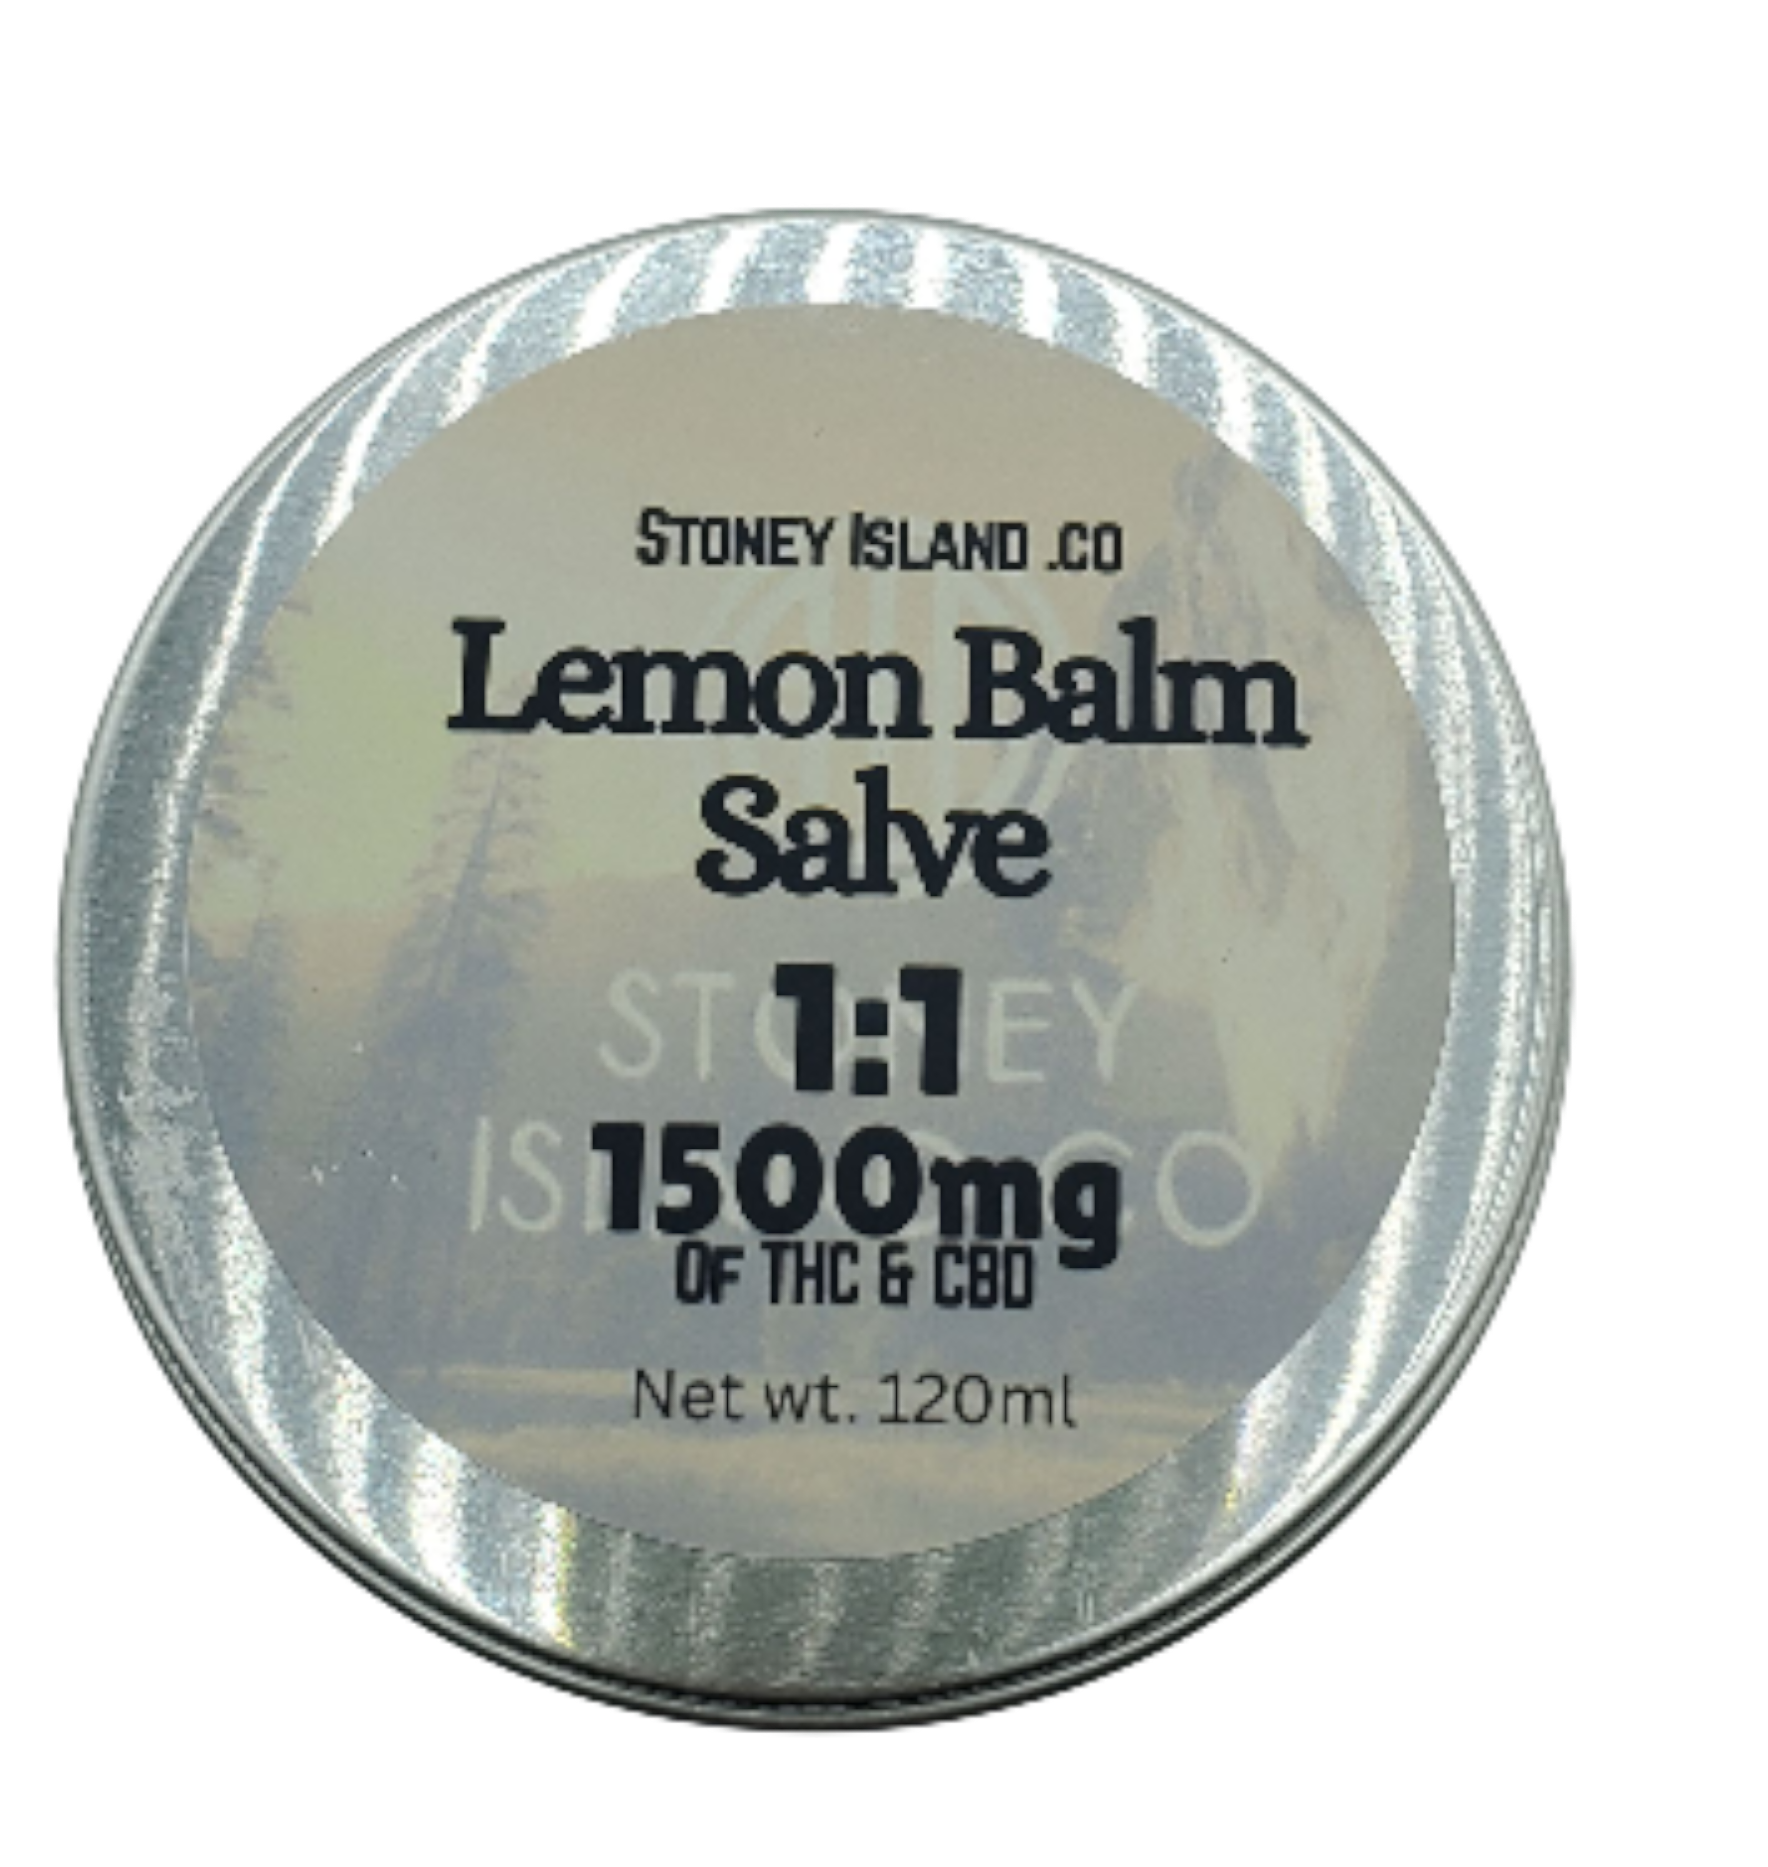 STONEY ISLAND .CO
Lemon Balm
Salve
1:1
1500mg
OF THC & CBD
Net wt. 120ml